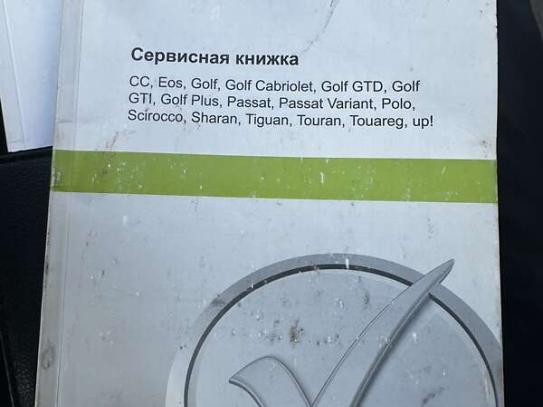 Сервисная книжка
CC, Eos, Golf, Golf Cabriolet, Golf GTD, Golf
GTI, Golf Plus, Passat, Passat Variant, Polo,
Scirocco, Sharan, Tiguan, Touran, Touareg, up!